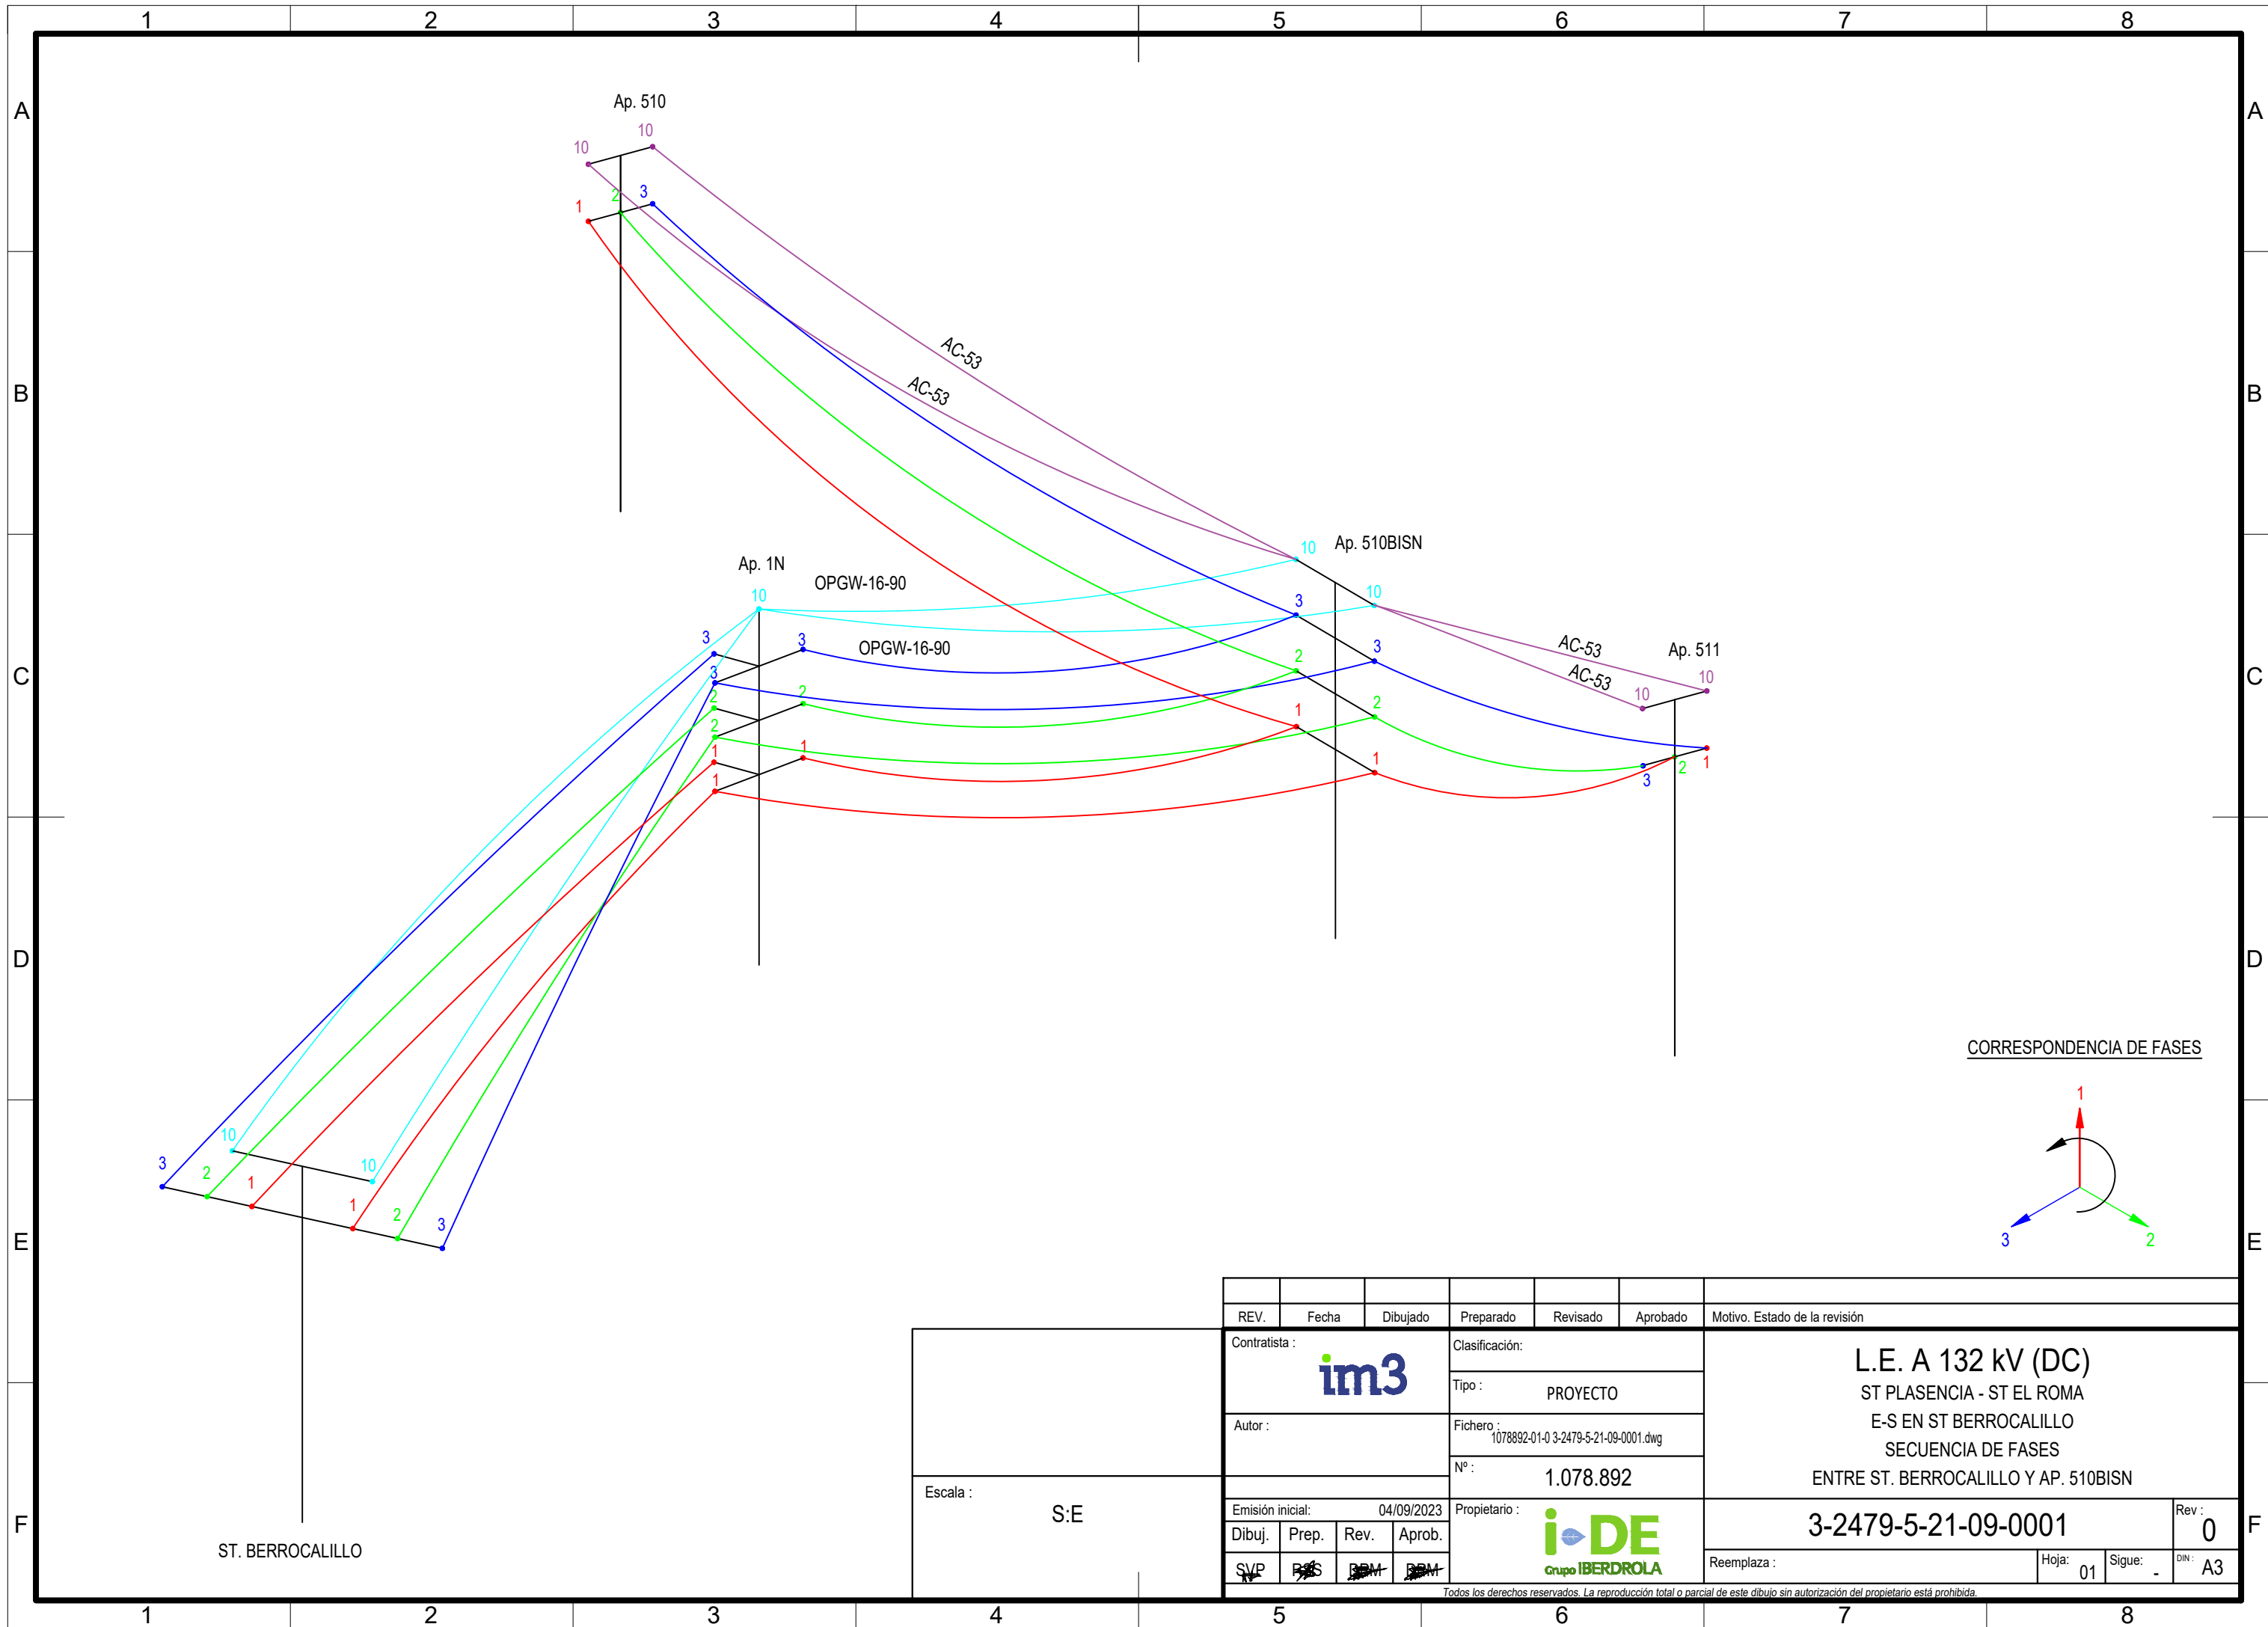 1 2 3 4 5 6 7 8
A A
Ap. 510
10 10
1 2 3
B B
AC-53
AC-53
Ap. 510BISN
10
10
3
3
2
2
1
1
Ap. 1N
OPGW-16-90
10
OPGW-16-90
3 3
3
2 2
2
1 1
1
C C
AC-53
AC-53
Ap. 511
10 10
3 2 1
D D
CORRESPONDENCIA DE FASES
1
3 2
10 10
3 2 1 1 2 3
E E
ST. BERROCALILLO
REV. Fecha Dibujado Preparado Revisado Aprobado Motivo. Estado de la revisión
Contratista :
im3
Clasificación:
Tipo : PROYECTO
Autor :
Fichero :
1078892-01-0 3-2479-5-21-09-0001.dwg
Nº : 1.078.892
L.E. A 132 kV (DC)
ST PLASENCIA - ST EL ROMA
E-S EN ST BERROCALILLO
SECUENCIA DE FASES
ENTRE ST. BERROCALILLO Y AP. 510BISN
Escala :
S:E
Emisión inicial: 04/09/2023
Dibuj. Prep. Rev. Aprob.
SVP
Propietario :
i-DE
Grupo IBERDROLA
3-2479-5-21-09-0001
Rev :
0
Reemplaza :
Hoja: 01
Sigue: -
DIN : A3
F F
Todos los derechos reservados. La reproducción total o parcial de este dibujo sin autorización del propietario está prohibida.
1 2 3 4 5 6 7 8